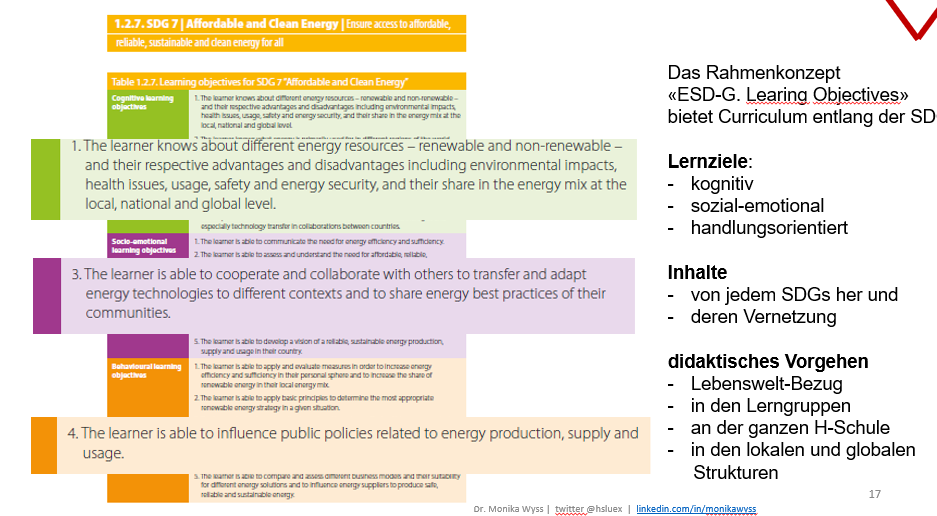 1.2.7. SDG 7 | Affordable and Clean Energy | Ensure access to affordable,
reliable, sustainable and clean energy for all
Table 1.2.7. Learning objectives for SDG 7 "Affordable and Clean Energy"
Cognitive learning
objectives
1. The learner knows about different energy resources – renewable and non-renewable –
and their respective advantages and disadvantages including environmental impacts,
health issues, usage, safety and energy security, and their share in the energy mix at the
local, national and global level.
1. The learner knows about different energy resources – renewable and non-renewable –
and their respective advantages and disadvantages including environmental impacts,
health issues, usage, safety and energy security, and their share in the energy mix at the
local, national and global level.
especially technology transfer in collaborations between countries.
Socio-emotional
learning objectives
1. The learner is able to communicate the need for energy efficiency and sufficiency.
2. The learner is able to assess and understand the need for affordable, reliable,
3. The learner is able to cooperate and collaborate with others to transfer and adapt
energy technologies to different contexts and to share energy best practices of their
communities.
5. The learner is able to develop a vision of a reliable, sustainable energy production,
supply and usage in their country.
Behavioural learning
objectives
1. The learner is able to apply and evaluate measures in order to increase energy
efficiency and sufficiency in their personal sphere and to increase the share of
renewable energy in their local energy mix.
2. The learner is able to apply basic principles to determine the most appropriate
renewable energy strategy in a given situation.
4. The learner is able to influence public policies related to energy production, supply and
usage.
5. The learner is able to compare and assess different business models and their suitability
for different energy solutions and to influence energy suppliers to produce safe,
reliable and sustainable energy.
Das Rahmenkonzept
«ESD-G. Learing Objectives»
bietet Curriculum entlang der SD
Lernziele:
- kognitiv
- sozial-emotional
- handlungsorientiert
Inhalte
- von jedem SDGs her und
- deren Vernetzung
didaktisches Vorgehen
- Lebenswelt-Bezug
- in den Lerngruppen
- an der ganzen H-Schule
- in den lokalen und globalen
Strukturen
17
Dr. Monika Wyss | twitter @hsluex | linkedin.com/in/monikawyss